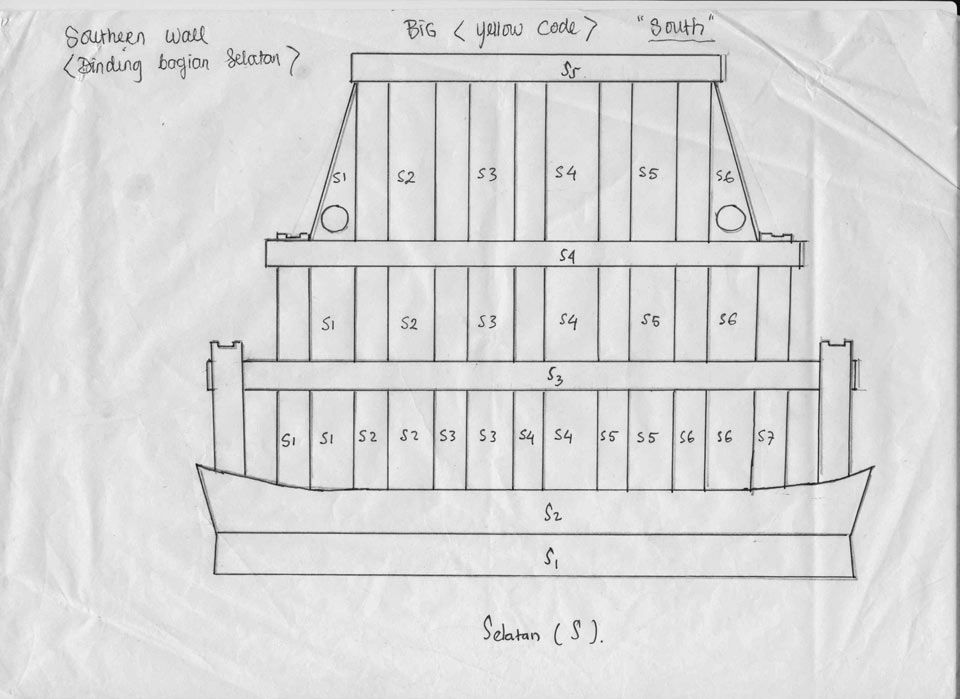 Southern wall
<Dinding bagian Selatan>
BIG <yellow code> "South"
S5
S1 S2 S3 S4 S5 S6
S4
S1 S2 S3 S4 S5 S6
S3
S1 S1 S2 S2 S3 S3 S4 S4 S5 S5 S6 S6 S7
S2
S1
Selatan (S).